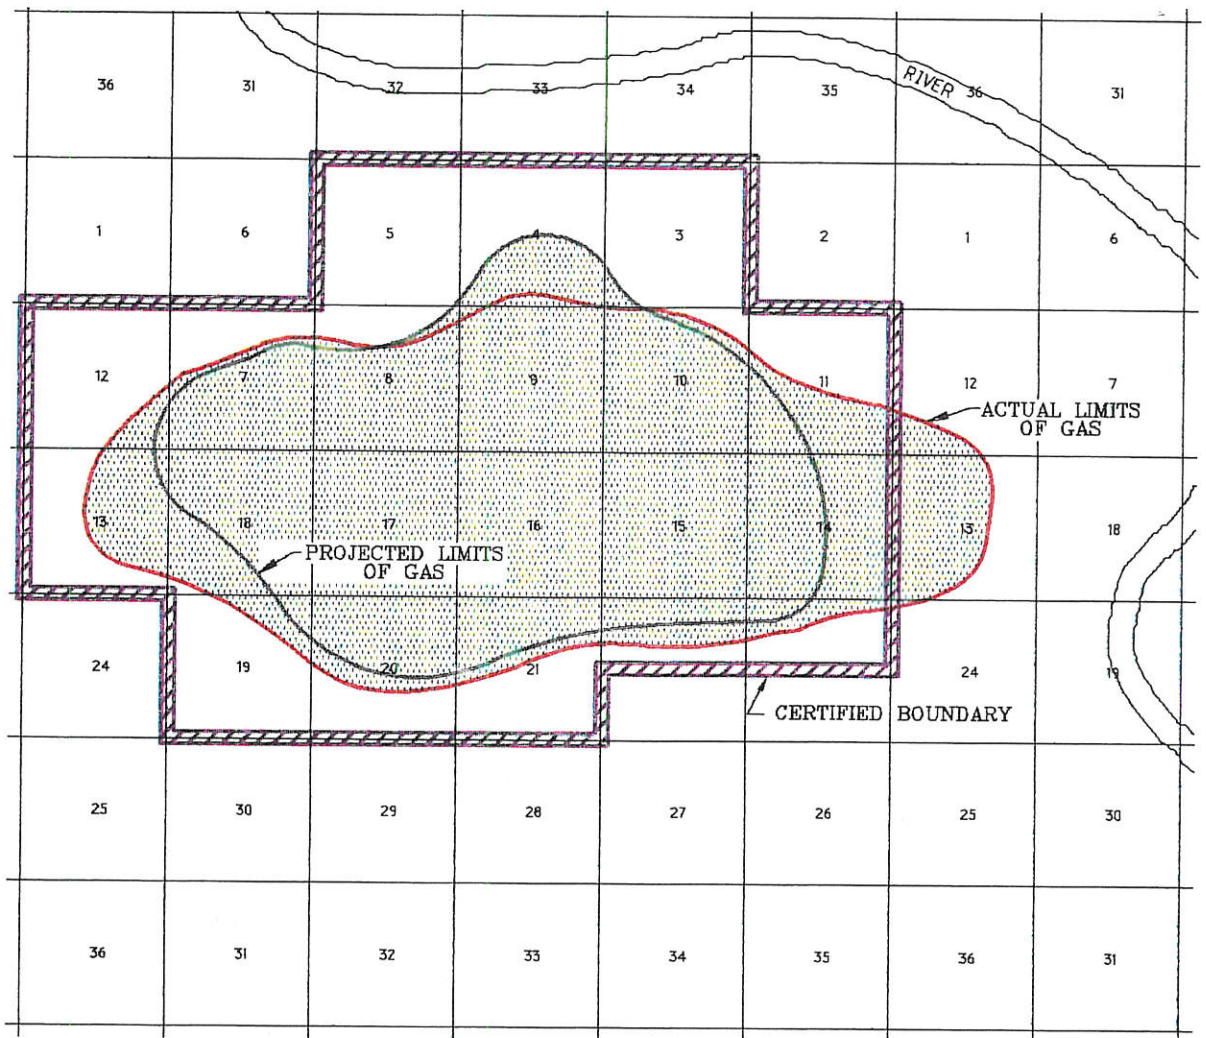 36 31 32 33 34 35 RIVER 36 31
1 6 5 4 3 2 1 6
12 7 8 9 10 11 12 7
ACTUAL LIMITS
OF GAS
13 18 17 16 15 14 13 18
PROJECTED LIMITS
OF GAS
24 19 20 21 24 19
CERTIFIED BOUNDARY
25 30 29 28 27 26 25 30
36 31 32 33 34 35 36 31